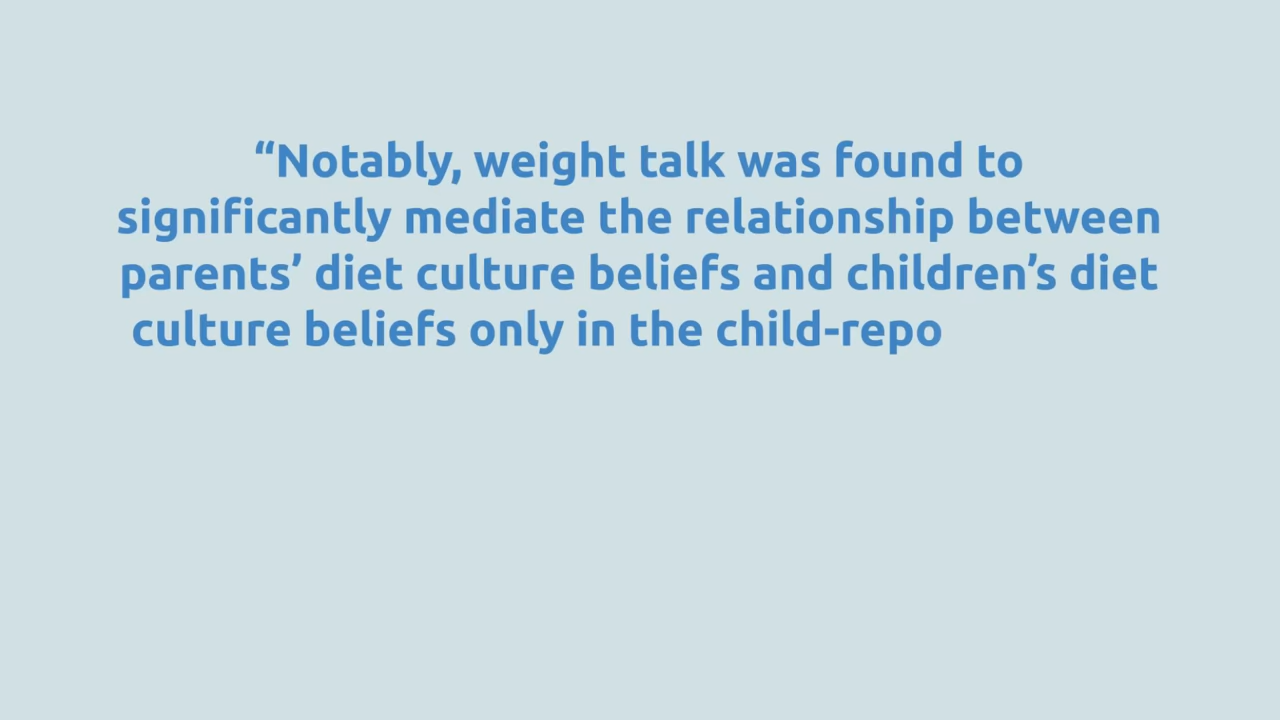 “Notably, weight talk was found to
significantly mediate the relationship between
parents’ diet culture beliefs and children’s diet
culture beliefs only in the child-repo